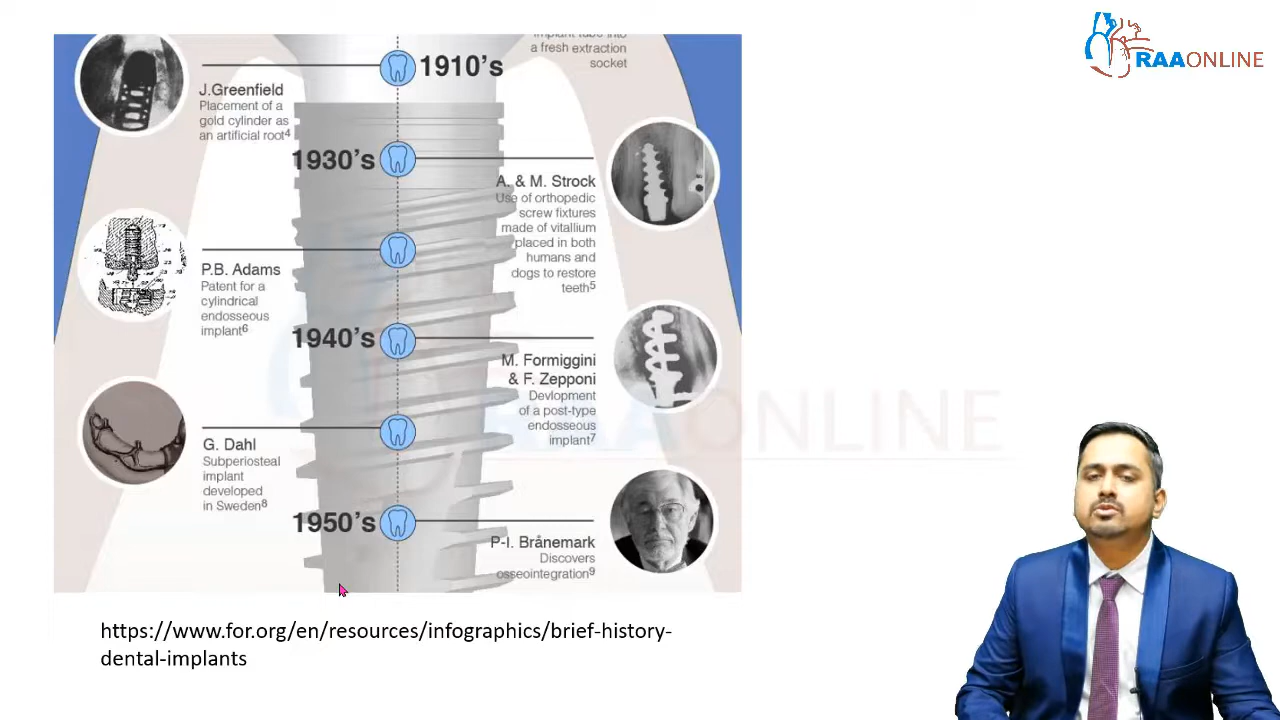 implant tube into
a fresh extraction
socket
1910's
J.Greenfield
Placement of a
gold cylinder as
an artificial root4
1930's
A. & M. Strock
Use of orthopedic
screw fixtures
made of vitallium
placed in both
humans and
dogs to restore
teeth5
P.B. Adams
Patent for a
cylindrical
endosseous
implant6
1940's
M. Formiggini
& F. Zepponi
Devlopment
of a post-type
endosseous
implant7
G. Dahl
Subperiosteal
implant
developed
in Sweden8
1950's
P-I. Brånemark
Discovers
osseointegration9
https://www.for.org/en/resources/infographics/brief-history-
dental-implants
RAAONLINE
RAAONLINE